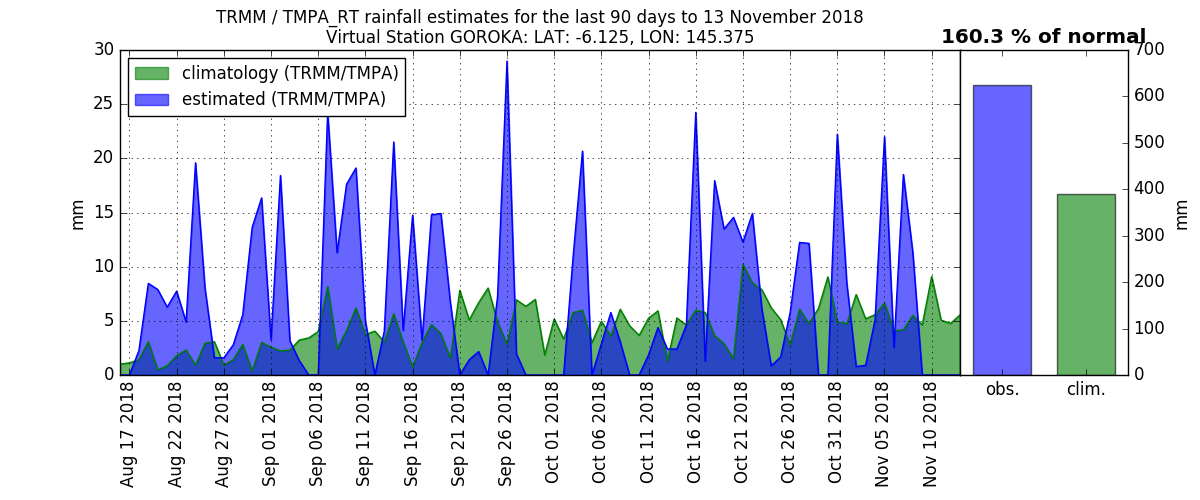 TRMM / TMPA_RT rainfall estimates for the last 90 days to 13 November 2018
Virtual Station GOROKA: LAT: -6.125, LON: 145.375
160.3 % of normal
climatology (TRMM/TMPA)
estimated (TRMM/TMPA)
30
25
20
15
10
5
0
mm
Aug 17 2018
Aug 22 2018
Aug 27 2018
Sep 01 2018
Sep 06 2018
Sep 11 2018
Sep 16 2018
Sep 21 2018
Sep 26 2018
Oct 01 2018
Oct 06 2018
Oct 11 2018
Oct 16 2018
Oct 21 2018
Oct 26 2018
Oct 31 2018
Nov 05 2018
Nov 10 2018
700
600
500
400
300
200
100
0
mm
obs.
clim.